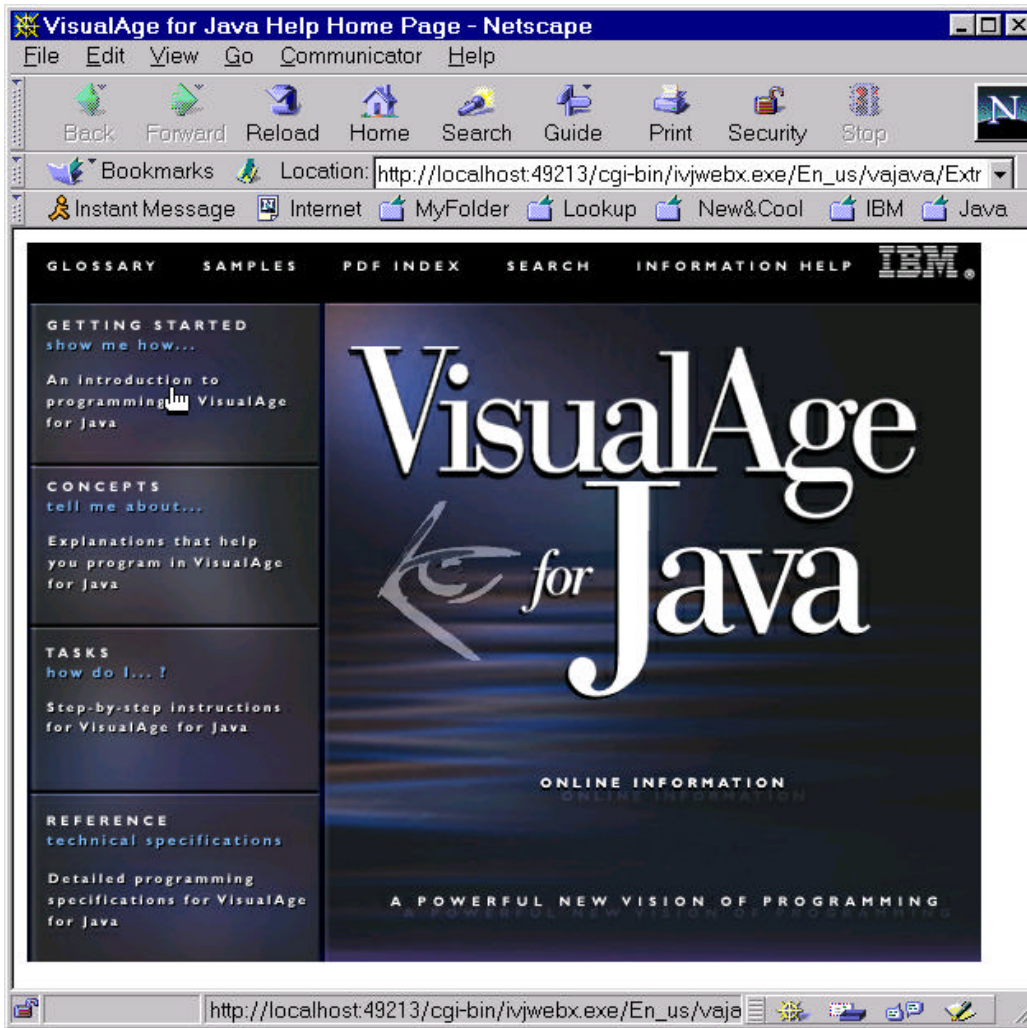 VisualAge for Java Help Home Page - Netscape
File Edit View Go Communicator Help
Back Forward Reload Home Search Guide Print Security Stop
N
Bookmarks Location: http://localhost:49213/cgi-bin/ivjwebx.exe/En_us/vajava/Extr
Instant Message Internet MyFolder Lookup New&Cool IBM Java
GLOSSARY SAMPLES PDF INDEX SEARCH INFORMATION HELP IBM®
GETTING STARTED
show me how...
An introduction to
programming VisualAge
for Java
CONCEPTS
tell me about...
Explanations that help
you program in VisualAge
for Java
TASKS
how do I... ?
Step-by-step instructions
for VisualAge for Java
REFERENCE
technical specifications
Detailed programming
specifications for VisualAge
for Java
VisualAge
for Java
ONLINE INFORMATION
A POWERFUL NEW VISION OF PROGRAMMING
http://localhost:49213/cgi-bin/ivjwebx.exe/En_us/vaja